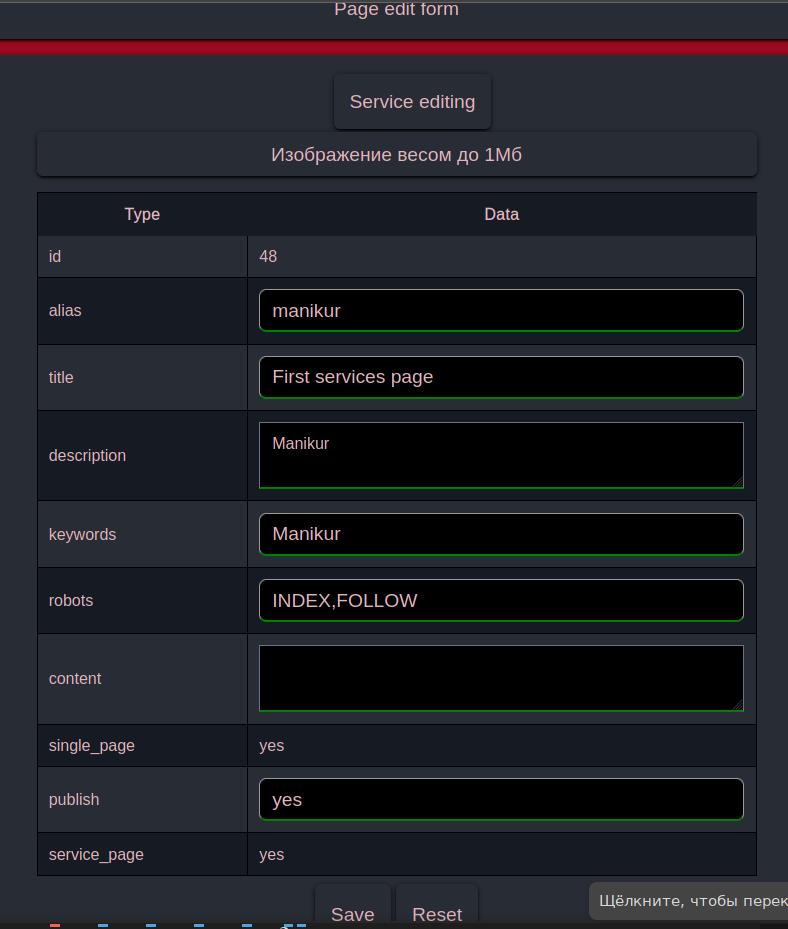 Page edit form
Service editing
Изображение весом до 1Мб
Type Data
id 48
alias manikur
title First services page
description Manikur
keywords Manikur
robots INDEX,FOLLOW
content
single_page yes
publish yes
service_page yes
Save Reset
Щёлкните, чтобы перек